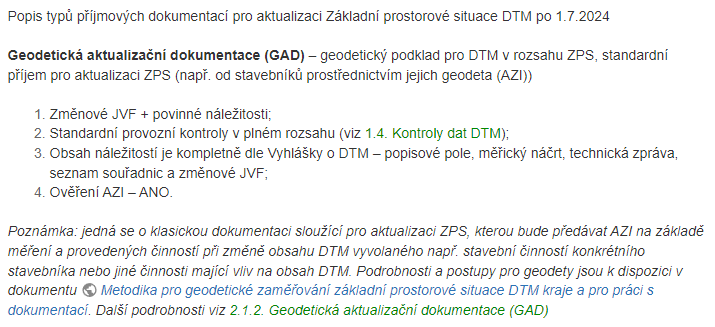 Popis typů příjmových dokumentací pro aktualizaci Základní prostorové situace DTM po 1.7.2024
Geodetická aktualizační dokumentace (GAD) – geodetický podklad pro DTM v rozsahu ZPS, standardní
příjem pro aktualizaci ZPS (např. od stavebníků prostřednictvím jejich geodeta (AZI))
1. Změnové JVF + povinné náležitosti;
2. Standardní provozní kontroly v plném rozsahu (viz 1.4. Kontroly dat DTM);
3. Obsah náležitostí je kompletně dle Vyhlášky o DTM – popisové pole, měřický náčrt, technická zpráva,
seznam souřadnic a změnové JVF;
4. Ověření AZI – ANO.
Poznámka: jedná se o klasickou dokumentaci sloužící pro aktualizaci ZPS, kterou bude předávat AZI na základě
měření a provedených činností při změně obsahu DTM vyvolaného např. stavební činností konkrétního
stavebníka nebo jiné činnosti mající vliv na obsah DTM. Podrobnosti a postupy pro geodety jsou k dispozici v
dokumentu Metodika pro geodetické zaměřování základní prostorové situace DTM kraje a pro práci s
dokumentací. Další podrobnosti viz 2.1.2. Geodetická aktualizační dokumentace (GAD)